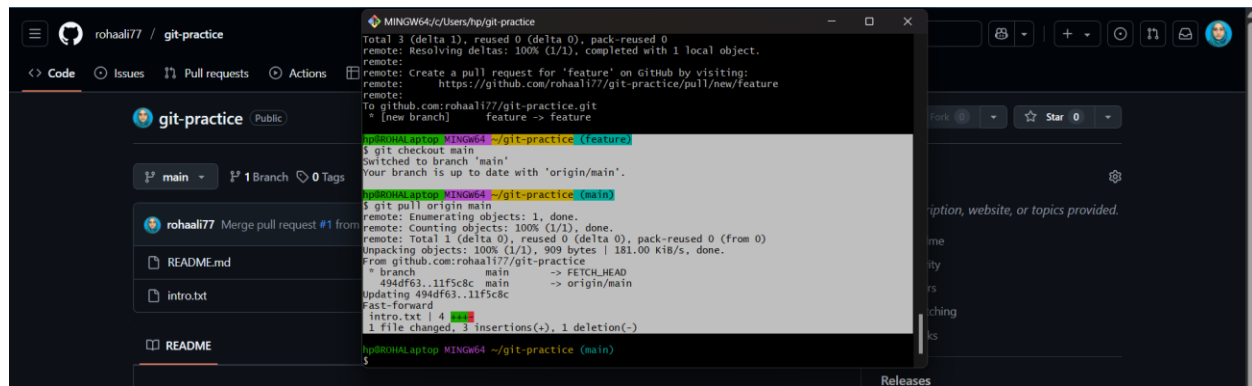 rohaali77 / git-practice
Code Issues Pull requests Actions
git-practice Public
main 1 Branch 0 Tags
rohaali77 Merge pull request #1 from
README.md
intro.txt
README
MINGW64:/c/Users/hp/git-practice
Total 3 (delta 1), reused 0 (delta 0), pack-reused 0
remote: Resolving deltas: 100% (1/1), completed with 1 local object.
remote:
remote: Create a pull request for 'feature' on GitHub by visiting:
remote: https://github.com/rohaali77/git-practice/pull/new/feature
remote:
To github.com:rohaali77/git-practice.git
* [new branch] feature -> feature
hp@ROHALaptop MINGW64 ~/git-practice (feature)
$ git checkout main
Switched to branch 'main'
Your branch is up to date with 'origin/main'.
hp@ROHALaptop MINGW64 ~/git-practice (main)
$ git pull origin main
remote: Enumerating objects: 1, done.
remote: Counting objects: 100% (1/1), done.
remote: Total 1 (delta 0), reused 0 (delta 0), pack-reused 0 (from 0)
Unpacking objects: 100% (1/1), 909 bytes | 181.00 KiB/s, done.
From github.com:rohaali77/git-practice
* branch main -> FETCH_HEAD
494df63..11f5c8c main -> origin/main
Updating 494df63..11f5c8c
Fast-forward
intro.txt | 4 +++-
1 file changed, 3 insertions(+), 1 deletion(-)
hp@ROHALaptop MINGW64 ~/git-practice (main)
$
Fork 0 Star 0
website, or topics provided.
Releases